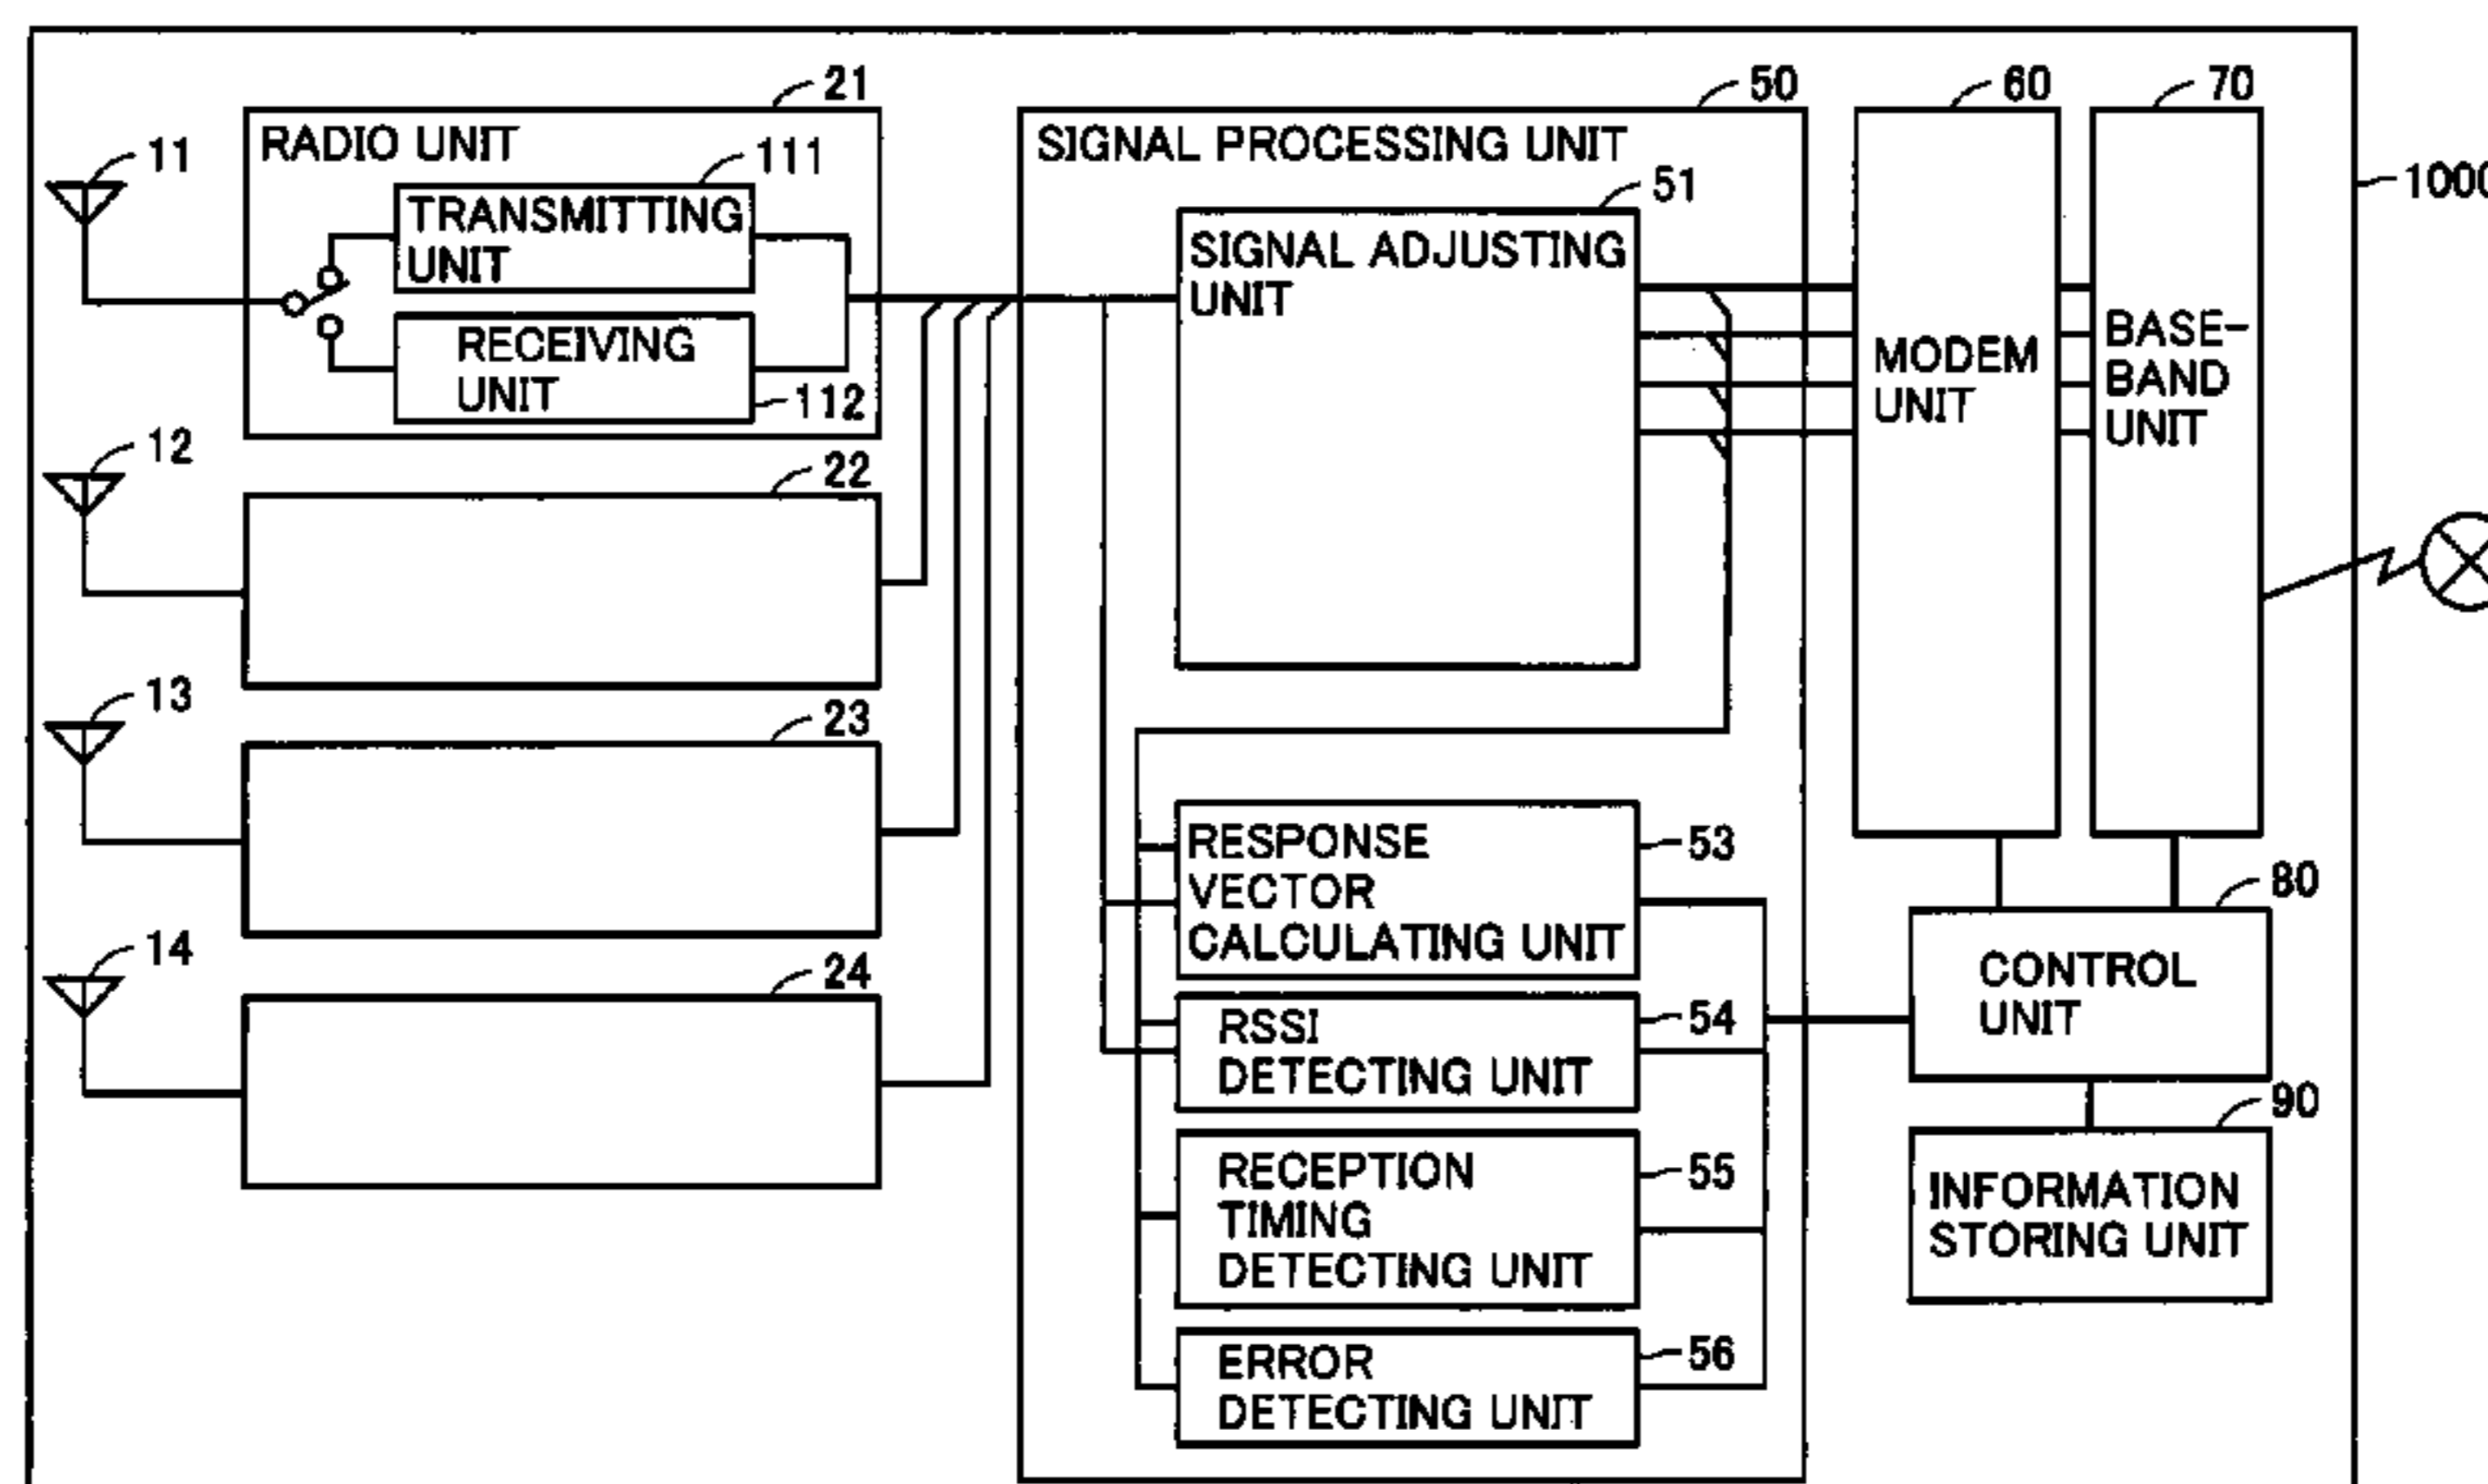 21
50
60
70
RADIO UNIT
SIGNAL PROCESSING UNIT
11
111
51
1000
TRANSMITTING
UNIT
SIGNAL ADJUSTING
UNIT
RECEIVING
UNIT
112
MODEM
UNIT
BASE-
BAND
UNIT
12
22
13
23
14
24
RESPONSE
VECTOR
CALCULATING UNIT
53
80
CONTROL
UNIT
RSSI
DETECTING UNIT
54
90
RECEPTION
TIMING
DETECTING UNIT
55
INFORMATION
STORING UNIT
ERROR
DETECTING UNIT
56